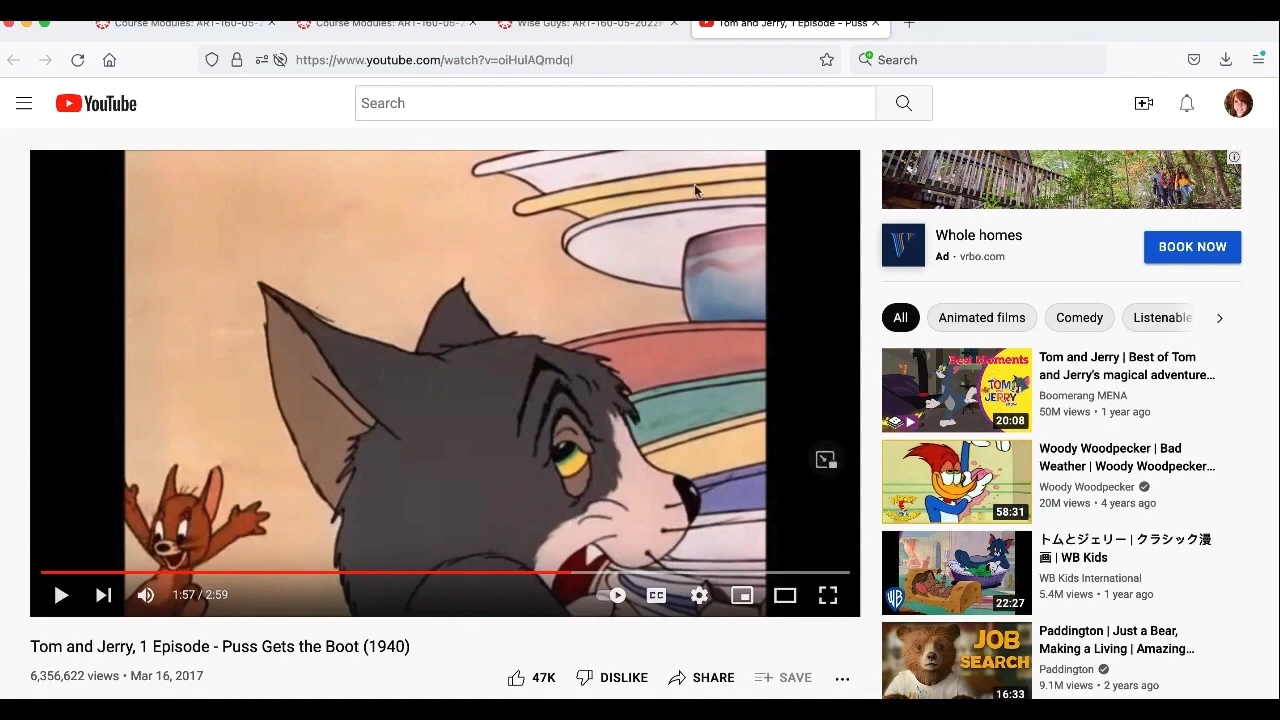 Course Modules: ART-160-05-2
Course Modules: ART-160-05-2
Wise Guys: ART-160-05-2022F
Tom and Jerry, 1 Episode - Puss
https://www.youtube.com/watch?v=oiHulAQmdqI
Search
YouTube
Search
Whole homes
Ad · vrbo.com
BOOK NOW
All
Animated films
Comedy
Listenable
Best Moments
TOM
JERRY
20:08
Tom and Jerry | Best of Tom
and Jerry's magical adventure...
Boomerang MENA
50M views · 1 year ago
58:31
Woody Woodpecker | Bad
Weather | Woody Woodpecker...
Woody Woodpecker
20M views · 4 years ago
WB
22:27
トムとジェリー | クラシック漫
画 | WB Kids
WB Kids International
5.4M views · 1 year ago
JOB
SEARCH
16:33
Paddington | Just a Bear,
Making a Living | Amazing...
Paddington
9.1M views · 2 years ago
1:57 / 2:59
CC
Tom and Jerry, 1 Episode - Puss Gets the Boot (1940)
6,356,622 views · Mar 16, 2017
47K
DISLIKE
SHARE
SAVE